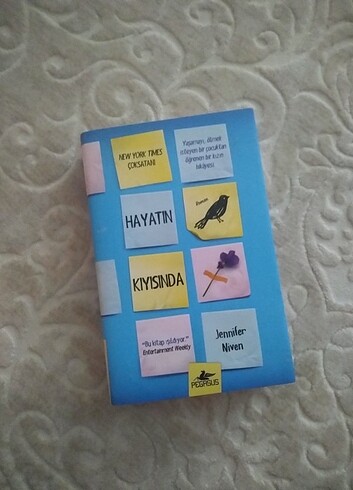 NEW YORK TIMES
ÇOKSATANI
Yaşamayı, ölmek
isteyen bir çocuktan
öğrenen bir kızın
hikâyesi
HAYATIN
Roman
KIYISINDA
"Bu kitap ışıldıyor."
Entertainment Weekly
Jennifer
Niven
PEGASUS